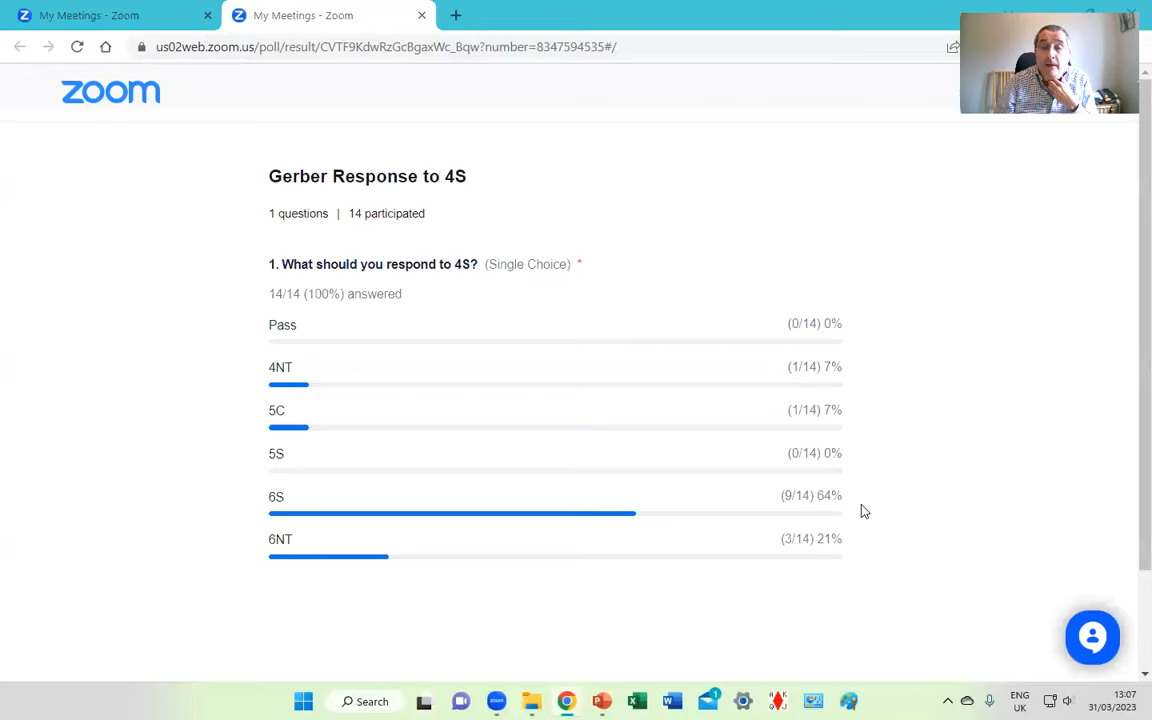 My Meetings - Zoom
My Meetings - Zoom
us02web.zoom.us/poll/result/CVTF9KdwRzGcBgaxWc_Bqw?number=8347594535#/
zoom
Gerber Response to 4S
1 questions | 14 participated
1. What should you respond to 4S? (Single Choice) *
14/14 (100%) answered
Pass (0/14) 0%
4NT (1/14) 7%
5C (1/14) 7%
5S (0/14) 0%
6S (9/14) 64%
6NT (3/14) 21%
Search
ENG
UK
13:07
31/03/2023